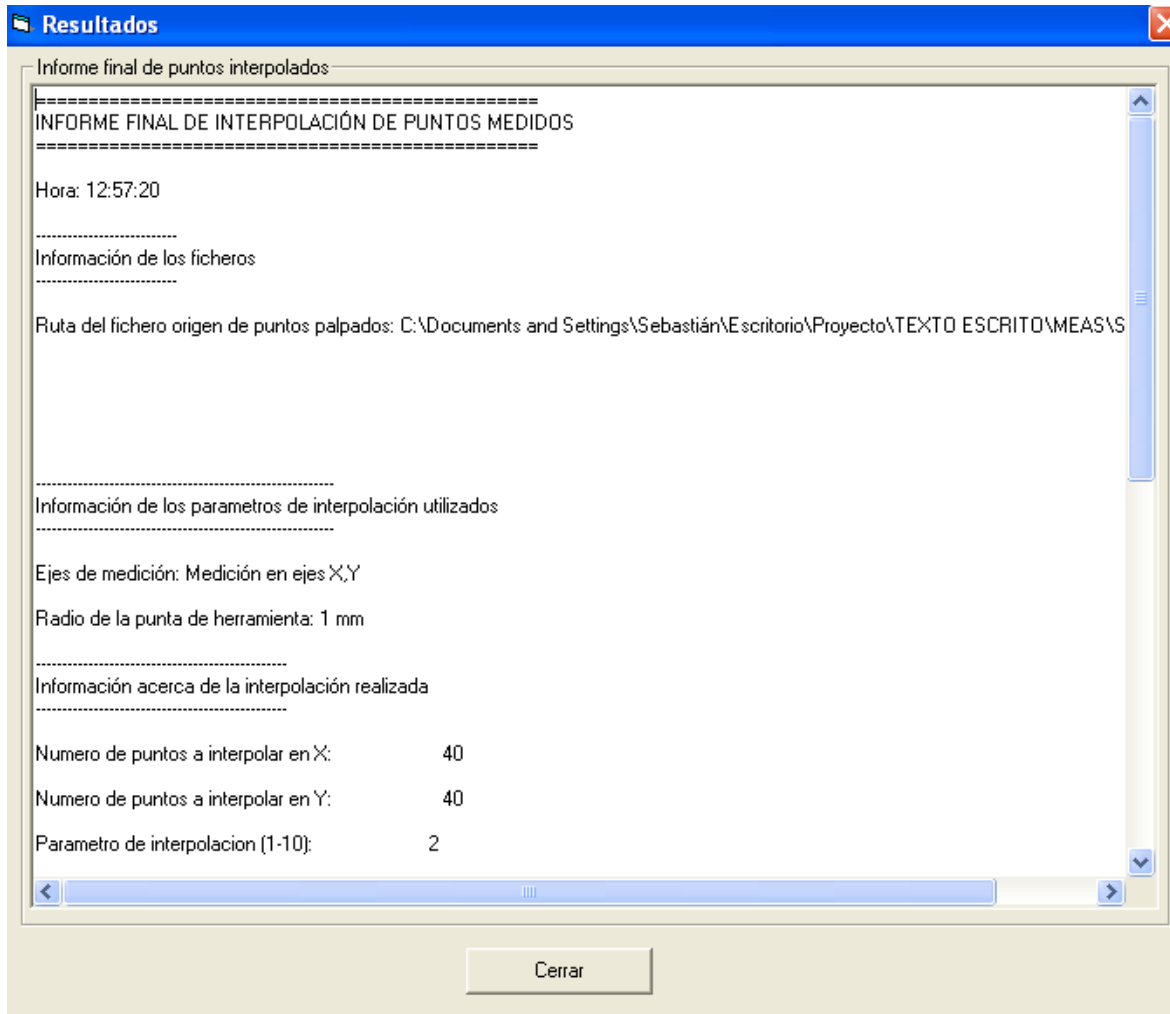 Resultados
Informe final de puntos interpolados
================================================
INFORME FINAL DE INTERPOLACIÓN DE PUNTOS MEDIDOS
================================================
Hora: 12:57:20
---------------------------
Información de los ficheros
---------------------------
Ruta del fichero origen de puntos palpados: C:\Documents and Settings\Sebastián\Escritorio\Proyecto\TEXTO ESCRITO\MEAS\S
---------------------------------------------------------
Información de los parametros de interpolación utilizados
---------------------------------------------------------
Ejes de medición: Medición en ejes X,Y
Radio de la punta de herramienta: 1 mm
------------------------------------------------
Información acerca de la interpolación realizada
------------------------------------------------
Numero de puntos a interpolar en X: 40
Numero de puntos a interpolar en Y: 40
Parametro de interpolacion (1-10): 2
Cerrar